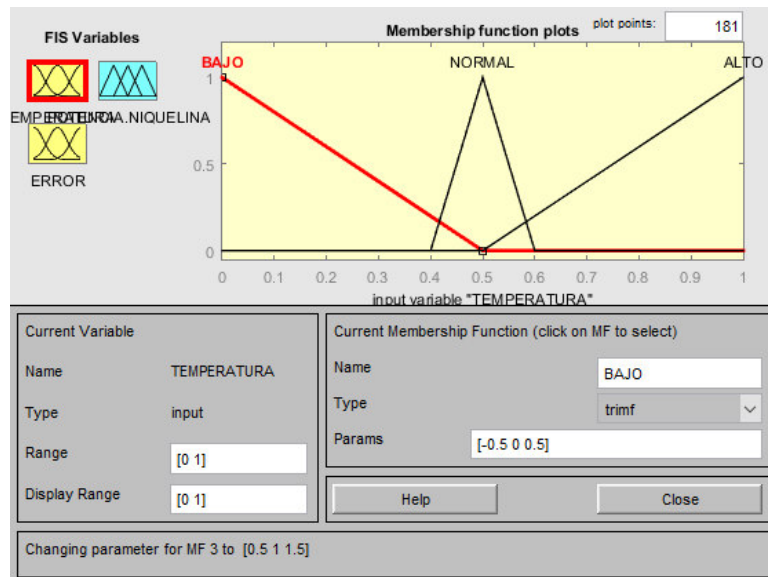 FIS Variables
Membership function plots
plot points:
181
BAJO
NORMAL
ALTO
1
0.5
0
0 0.1 0.2 0.3 0.4 0.5 0.6 0.7 0.8 0.9 1
input variable "TEMPERATURA"
ERROR
Current Variable
Name TEMPERATURA
Type input
Range [0 1]
Display Range [0 1]
Current Membership Function (click on MF to select)
Name BAJO
Type trimf
Params [-0.5 0 0.5]
Help Close
Changing parameter for MF 3 to [0.5 1 1.5]